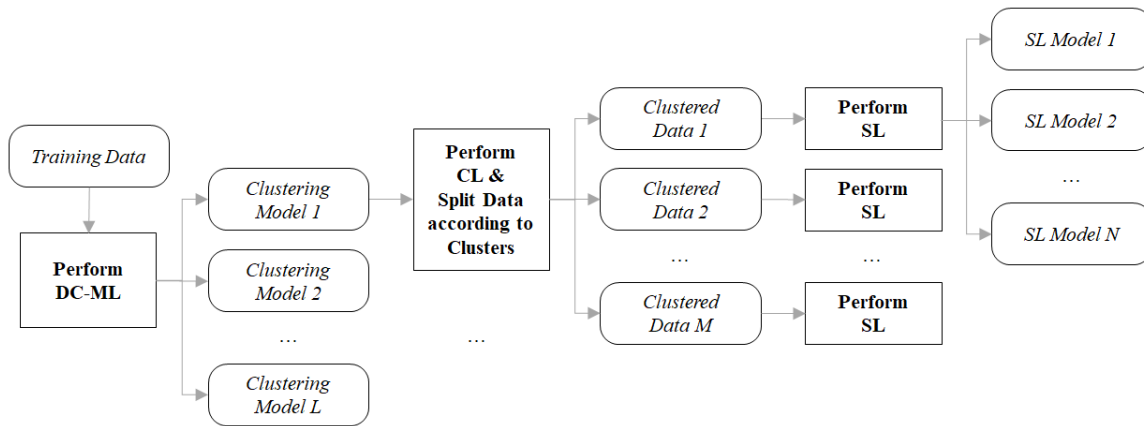 Training Data
Perform
DC-ML
Clustering
Model 1
Clustering
Model 2
...
Clustering
Model L
Perform
CL &
Split Data
according to
Clusters
...
Clustered
Data 1
Clustered
Data 2
...
Clustered
Data M
Perform
SL
Perform
SL
...
Perform
SL
SL Model 1
SL Model 2
...
SL Model N